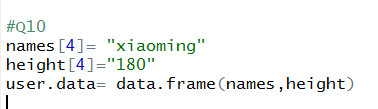 #Q10
names[4]= "xiaoming"
height[4]="180"
user.data= data.frame(names,height)